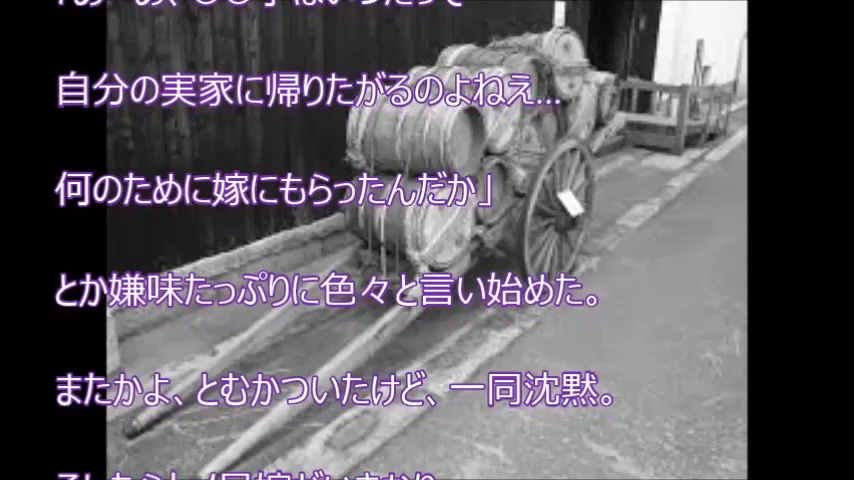 自分の実家に帰りたがるのよねえ…
何のために嫁にもらったんだか」
とか嫌味たっぷりに色々と言い始めた。
またかよ、とむかついたけど、一同沈黙。